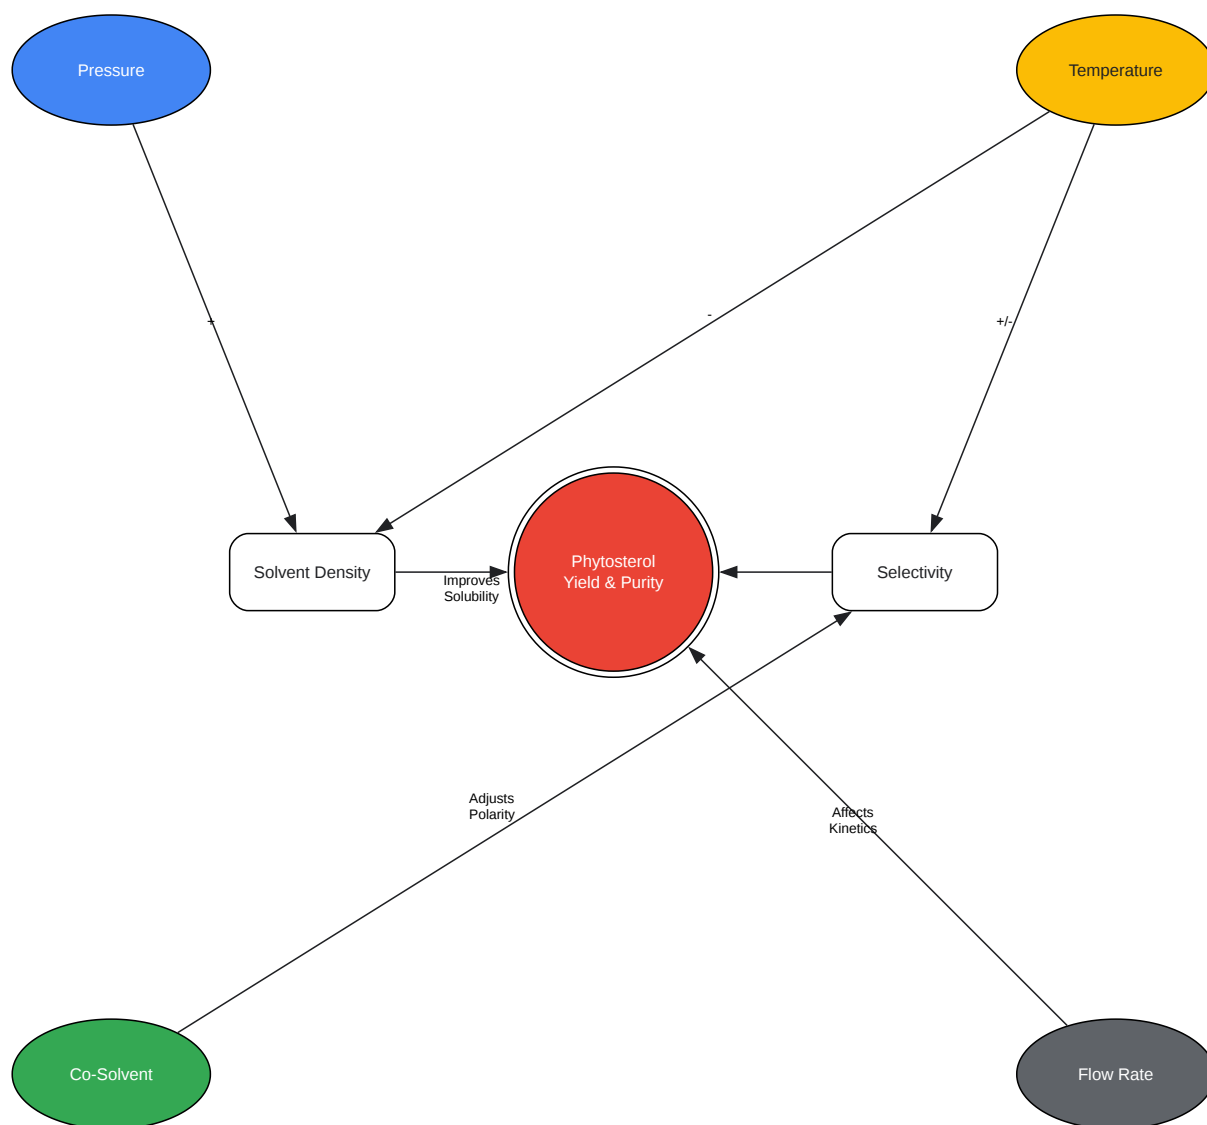 Pressure
Temperature
+
-
+/-
Solvent Density
Improves
Solubility
Phytosterol
Yield & Purity
Selectivity
Adjusts
Polarity
Affects
Kinetics
Co-Solvent
Flow Rate